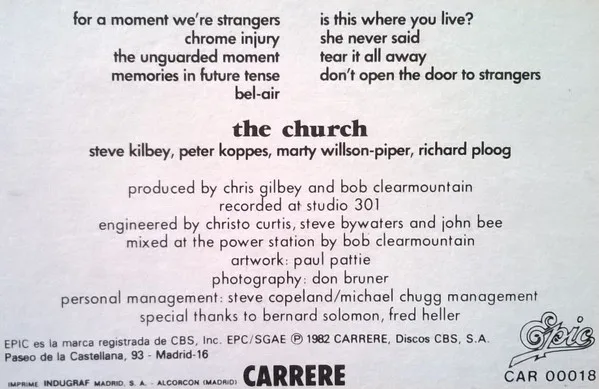 for a moment we're strangers
chrome injury
the unguarded moment
memories in future tense
bel-air
is this where you live?
she never said
tear it all away
don't open the door to strangers
the church
steve kilbey, peter koppes, marty willson-piper, richard ploog
produced by chris gilbey and bob clearmountain
recorded at studio 301
engineered by christo curtis, steve bywaters and john bee
mixed at the power station by bob clearmountain
artwork: paul pattie
photography: don bruner
personal management: steve copeland/michael chugg management
special thanks to bernard solomon, fred heller
EPIC es la marca registrada de CBS, Inc. EPC/SGAE Ⓟ 1982 CARRERE, Discos CBS, S.A.
Paseo de la Castellana, 93 - Madrid-16
Epic
IMPRIME INDUGRAF MADRID, S. A. - ALCORCON (MADRID) CARRERE
CAR 00018